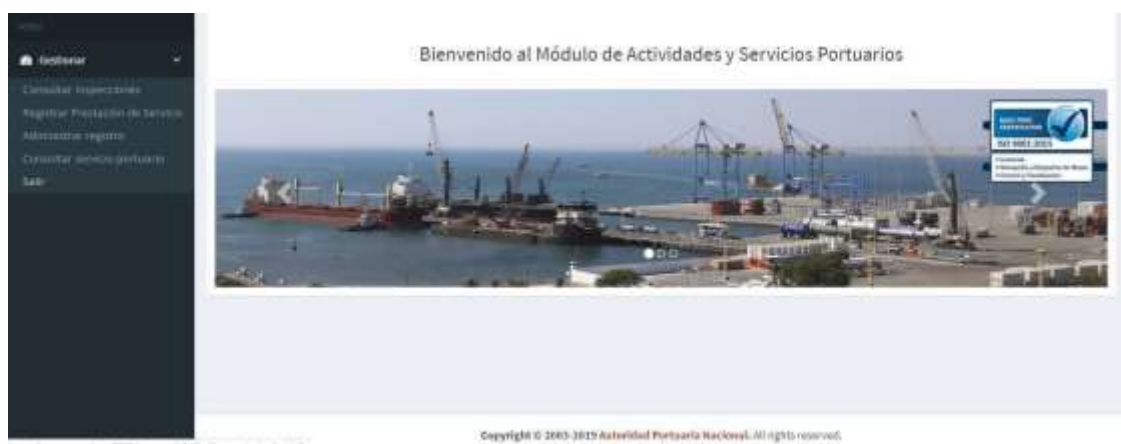 MENU
Gestionar
Consultar Inspecciones
Registrar Prestación de Servicio
Administrar registro
Consultar servicio portuario
Salir
Bienvenido al Módulo de Actividades y Servicios Portuarios
ISO 9001:2015
Copyright © 2003-2019 Autoridad Portuaria Nacional. All rights reserved.